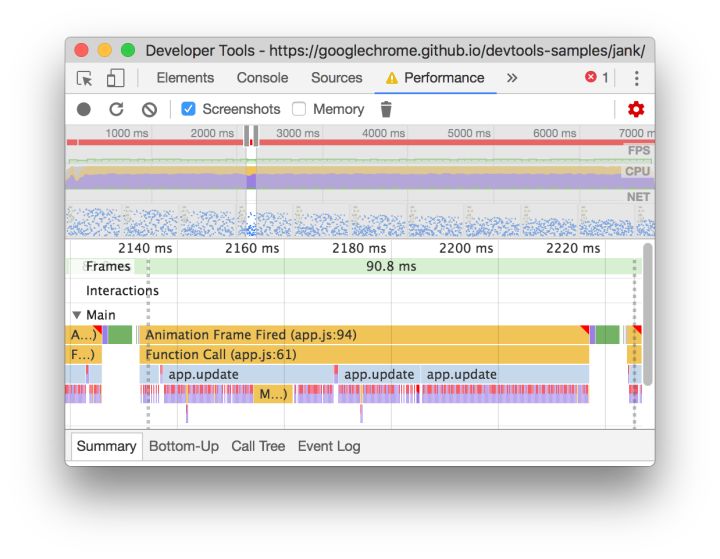 Developer Tools - https://googlechrome.github.io/devtools-samples/jank/
Elements Console Sources Performance » 1
Screenshots Memory
1000 ms 2000 ms 3000 ms 4000 ms 5000 ms 6000 ms 7000 m
FPS
CPU
NET
2140 ms 2160 ms 2180 ms 2200 ms 2220 ms
Frames 90.8 ms
Interactions
Main
A...) Animation Frame Fired (app.js:94)
F...) Function Call (app.js:61)
app.update app.update app.update
M...)
Summary Bottom-Up Call Tree Event Log